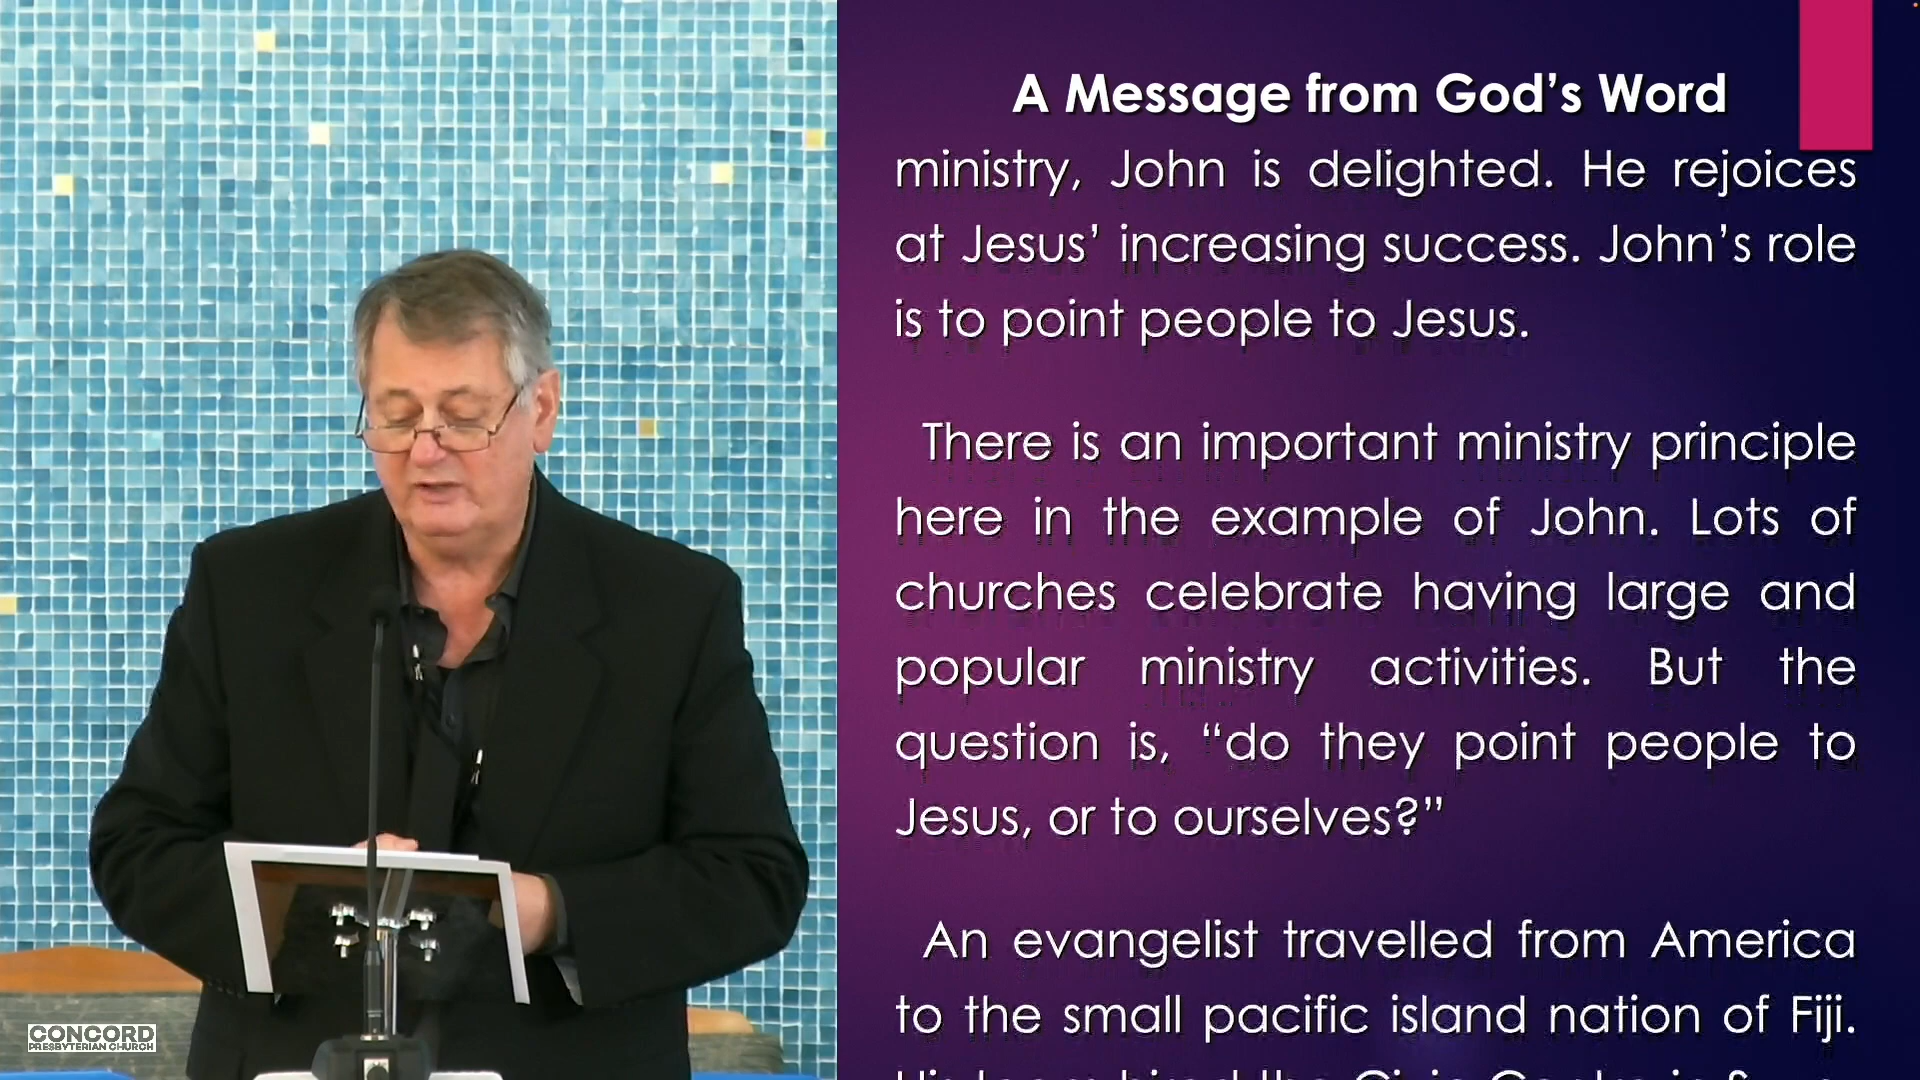 A Message from God's Word
ministry, John is delighted. He rejoices
at Jesus' increasing success. John's role
is to point people to Jesus.
There is an important ministry principle
here in the example of John. Lots of
churches celebrate having large and
popular ministry activities. But the
question is, “do they point people to
Jesus, or to ourselves?”
An evangelist travelled from America
to the small pacific island nation of Fiji.
CONCORD
PRESBYTERIAN CHURCH